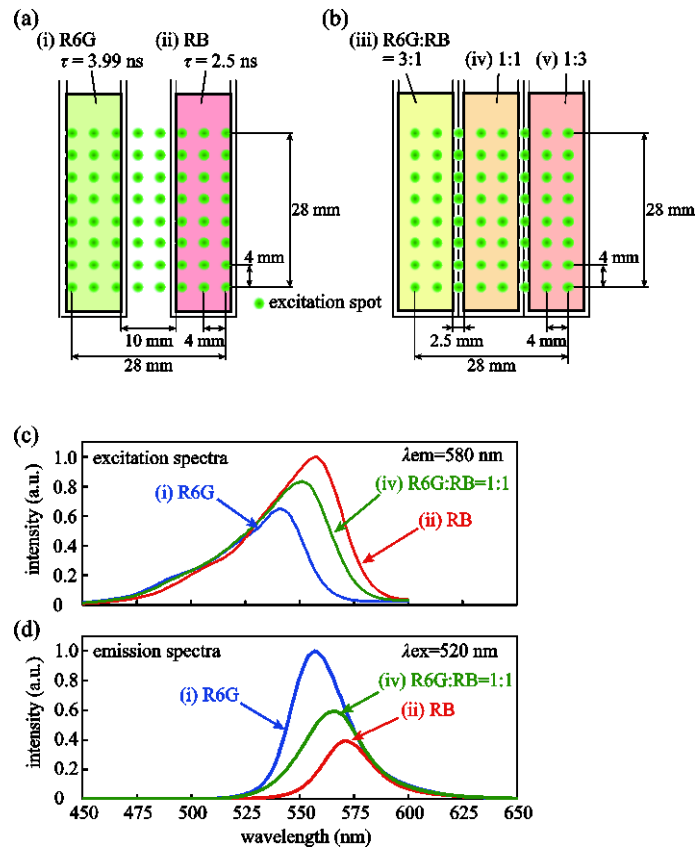 (a)
(i) R6G
τ = 3.99 ns
(ii) RB
τ = 2.5 ns
28 mm
4 mm
excitation spot
10 mm
4 mm
28 mm
(b)
(iii) R6G:RB
= 3:1
(iv) 1:1
(v) 1:3
28 mm
4 mm
2.5 mm
4 mm
28 mm
(c)
excitation spectra
λem=580 nm
(i) R6G
(iv) R6G:RB=1:1
(ii) RB
intensity (a.u.)
1.0
0.8
0.6
0.4
0.2
0
(d)
emission spectra
λex=520 nm
(i) R6G
(iv) R6G:RB=1:1
(ii) RB
intensity (a.u.)
1.0
0.8
0.6
0.4
0.2
0
450 475 500 525 550 575 600 625 650
wavelength (nm)